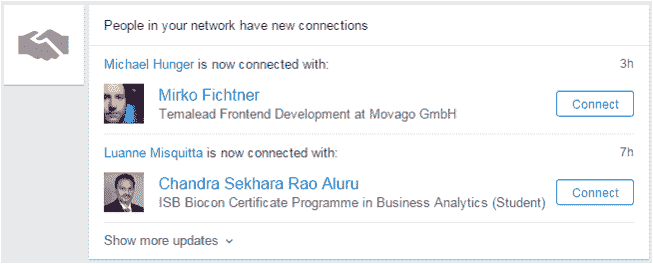 People in your network have new connections
Michael Hunger is now connected with: 3h
Mirko Fichtner
Temalead Frontend Development at Movago GmbH
Connect
Luanne Misquitta is now connected with: 7h
Chandra Sekhara Rao Aluru
ISB Biocon Certificate Programme in Business Analytics (Student)
Connect
Show more updates